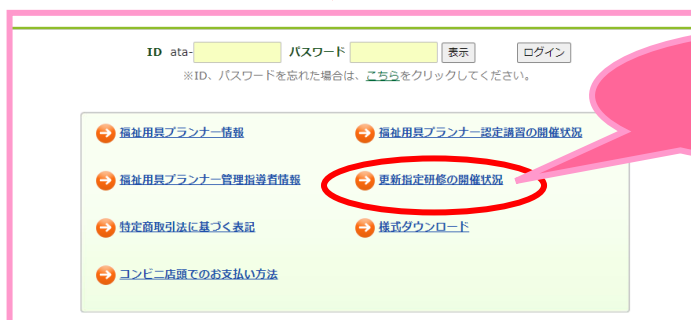 ID ata- パスワード 表示 ログイン
※ID、パスワードを忘れた場合は、こちらをクリックしてください。
福祉用具プランナー情報 福祉用具プランナー認定講習の開催状況
福祉用具プランナー管理指導者情報 更新指定研修の開催状況
特定商取引法に基づく表記 様式ダウンロード
コンビニ店頭でのお支払い方法